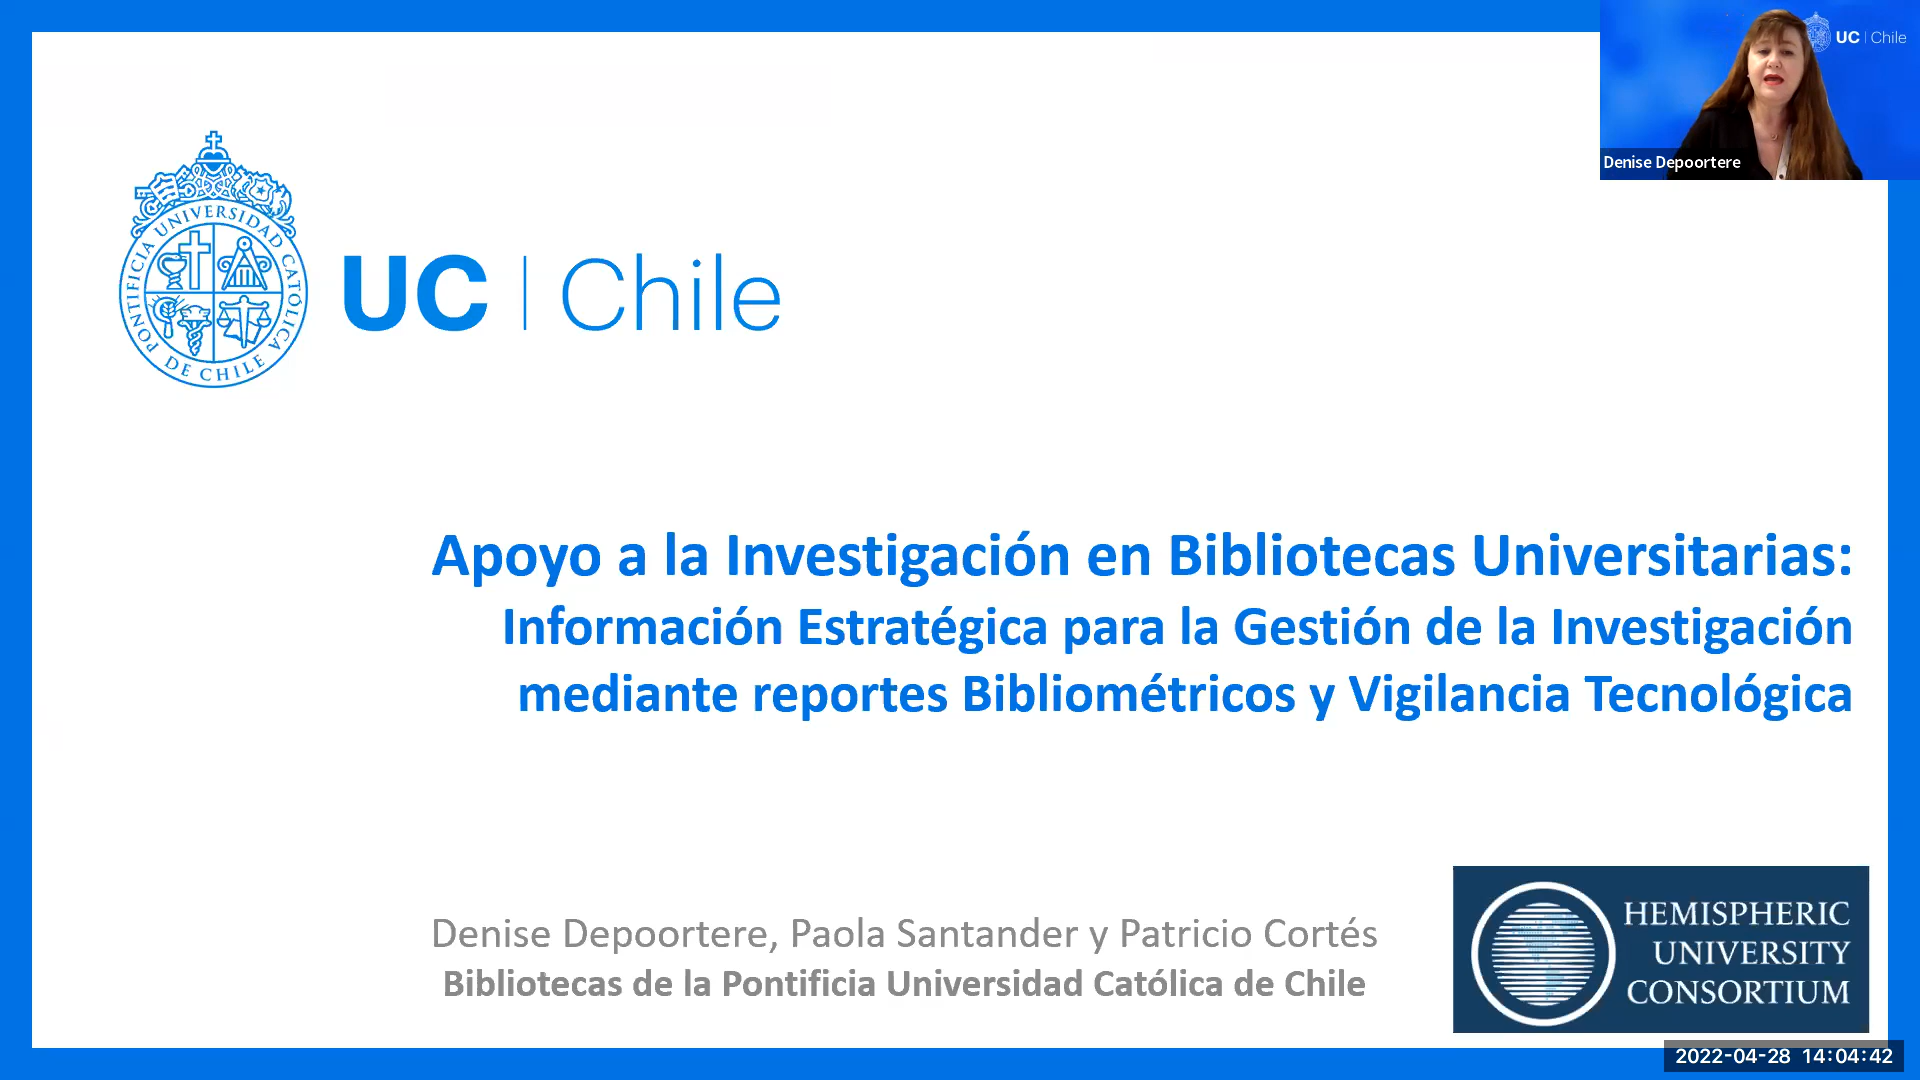 UC | Chile
Denise Depoortere
PONTIFICIA UNIVERSIDAD CATÓLICA
DE CHILE
UC | Chile
Apoyo a la Investigación en Bibliotecas Universitarias:
Información Estratégica para la Gestión de la Investigación
mediante reportes Bibliométricos y Vigilancia Tecnológica
Denise Depoortere, Paola Santander y Patricio Cortés
Bibliotecas de la Pontificia Universidad Católica de Chile
HEMISPHERIC
UNIVERSITY
CONSORTIUM
2022-04-28 14:04:42